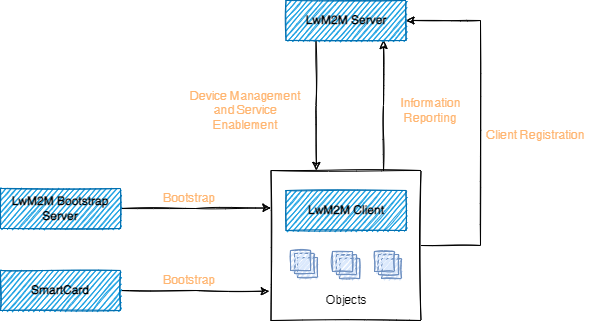 LwM2M Server
Device Management
and Service
Enablement
Information
Reporting
Client Registration
LwM2M Bootstrap
Server
Bootstrap
LwM2M Client
SmartCard
Bootstrap
Objects